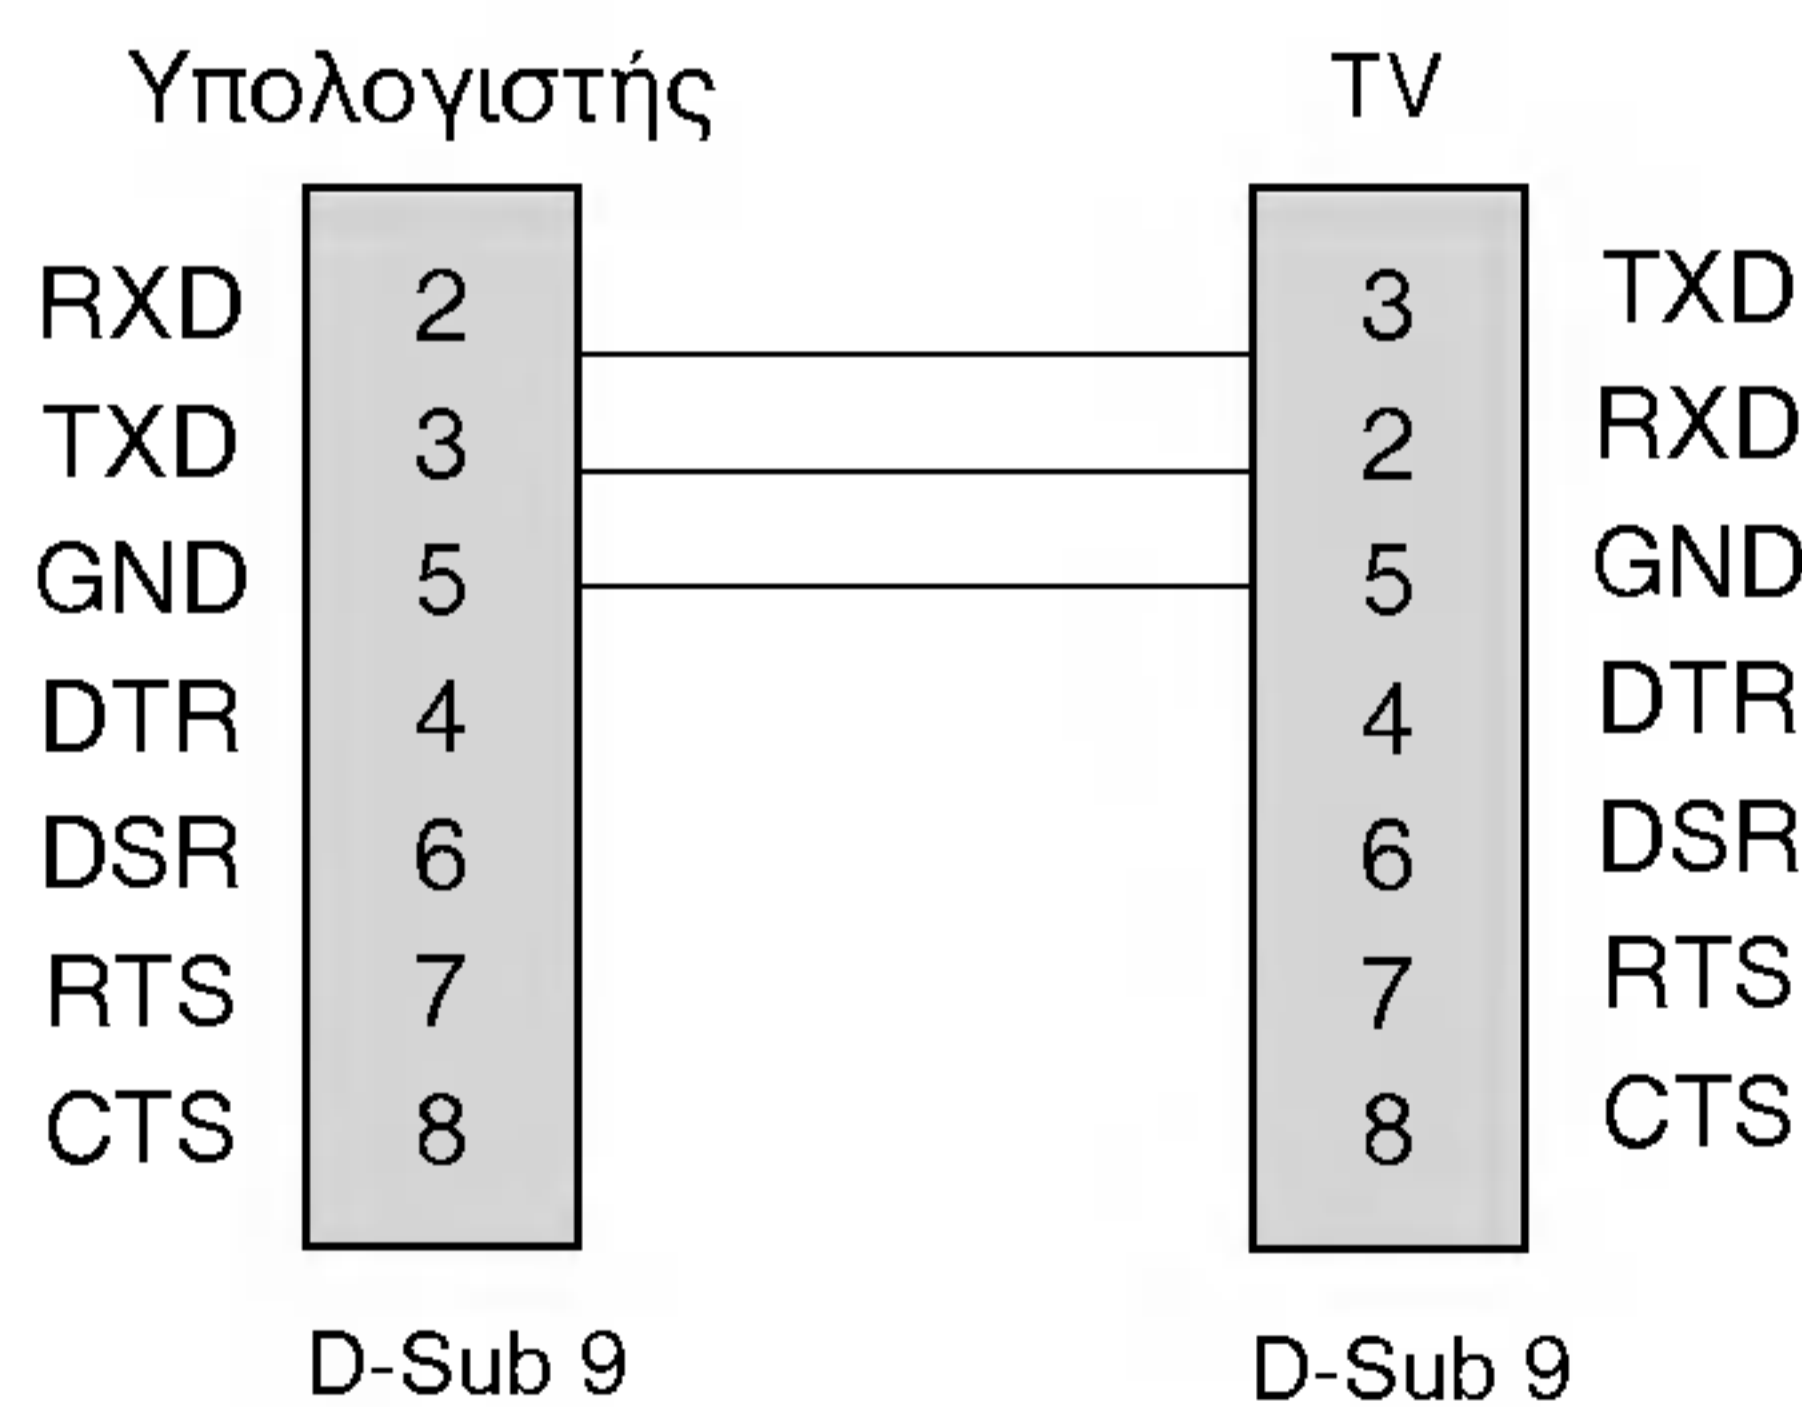 Υπολογιστής TV
RXD 2 3 TXD
TXD 3 2 RXD
GND 5 5 GND
DTR 4 4 DTR
DSR 6 6 DSR
RTS 7 7 RTS
CTS 8 8 CTS
D-Sub 9 D-Sub 9